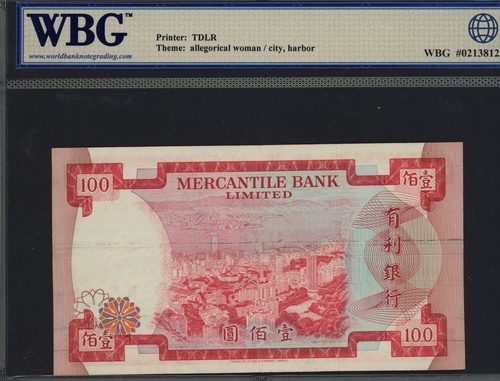 WBG™
www.worldbanknotegrading.com
Printer: TDLR
Theme: allegorical woman / city, harbor
WBG #0213812
100
MERCANTILE BANK
LIMITED
佰壹
有利銀行
佰壹
圓佰壹
100